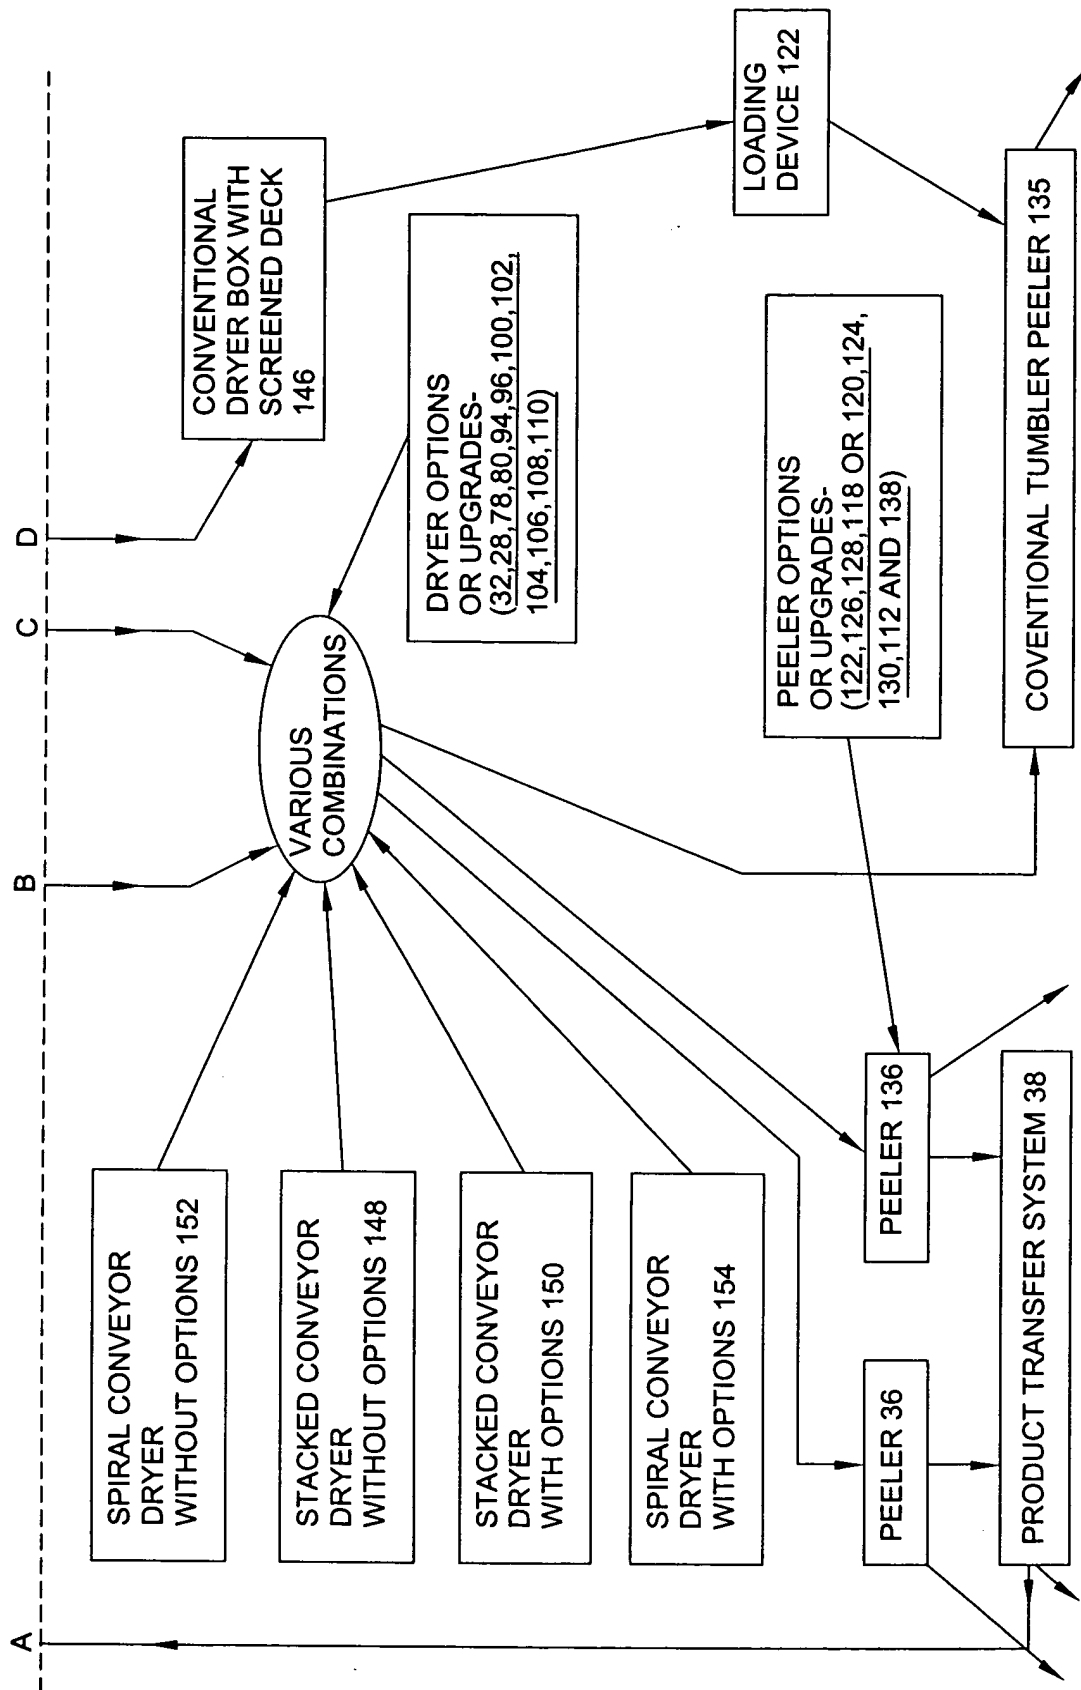 A
B
C
D
SPIRAL CONVEYOR
DRYER
WITHOUT OPTIONS 152
STACKED CONVEYOR
DRYER
WITHOUT OPTIONS 148
STACKED CONVEYOR
DRYER
WITH OPTIONS 150
SPIRAL CONVEYOR
DRYER
WITH OPTIONS 154
VARIOUS
COMBINATIONS
CONVENTIONAL
DRYER BOX WITH
SCREENED DECK
146
DRYER OPTIONS
OR UPGRADES-
(32,28,78,80,94,96,100,102,
104,106,108,110)
LOADING
DEVICE 122
PEELER OPTIONS
OR UPGRADES-
(122,126,128,118 OR 120,124,
130,112 AND 138)
PEELER 36
PEELER 136
PRODUCT TRANSFER SYSTEM 38
COVENTIONAL TUMBLER PEELER 135